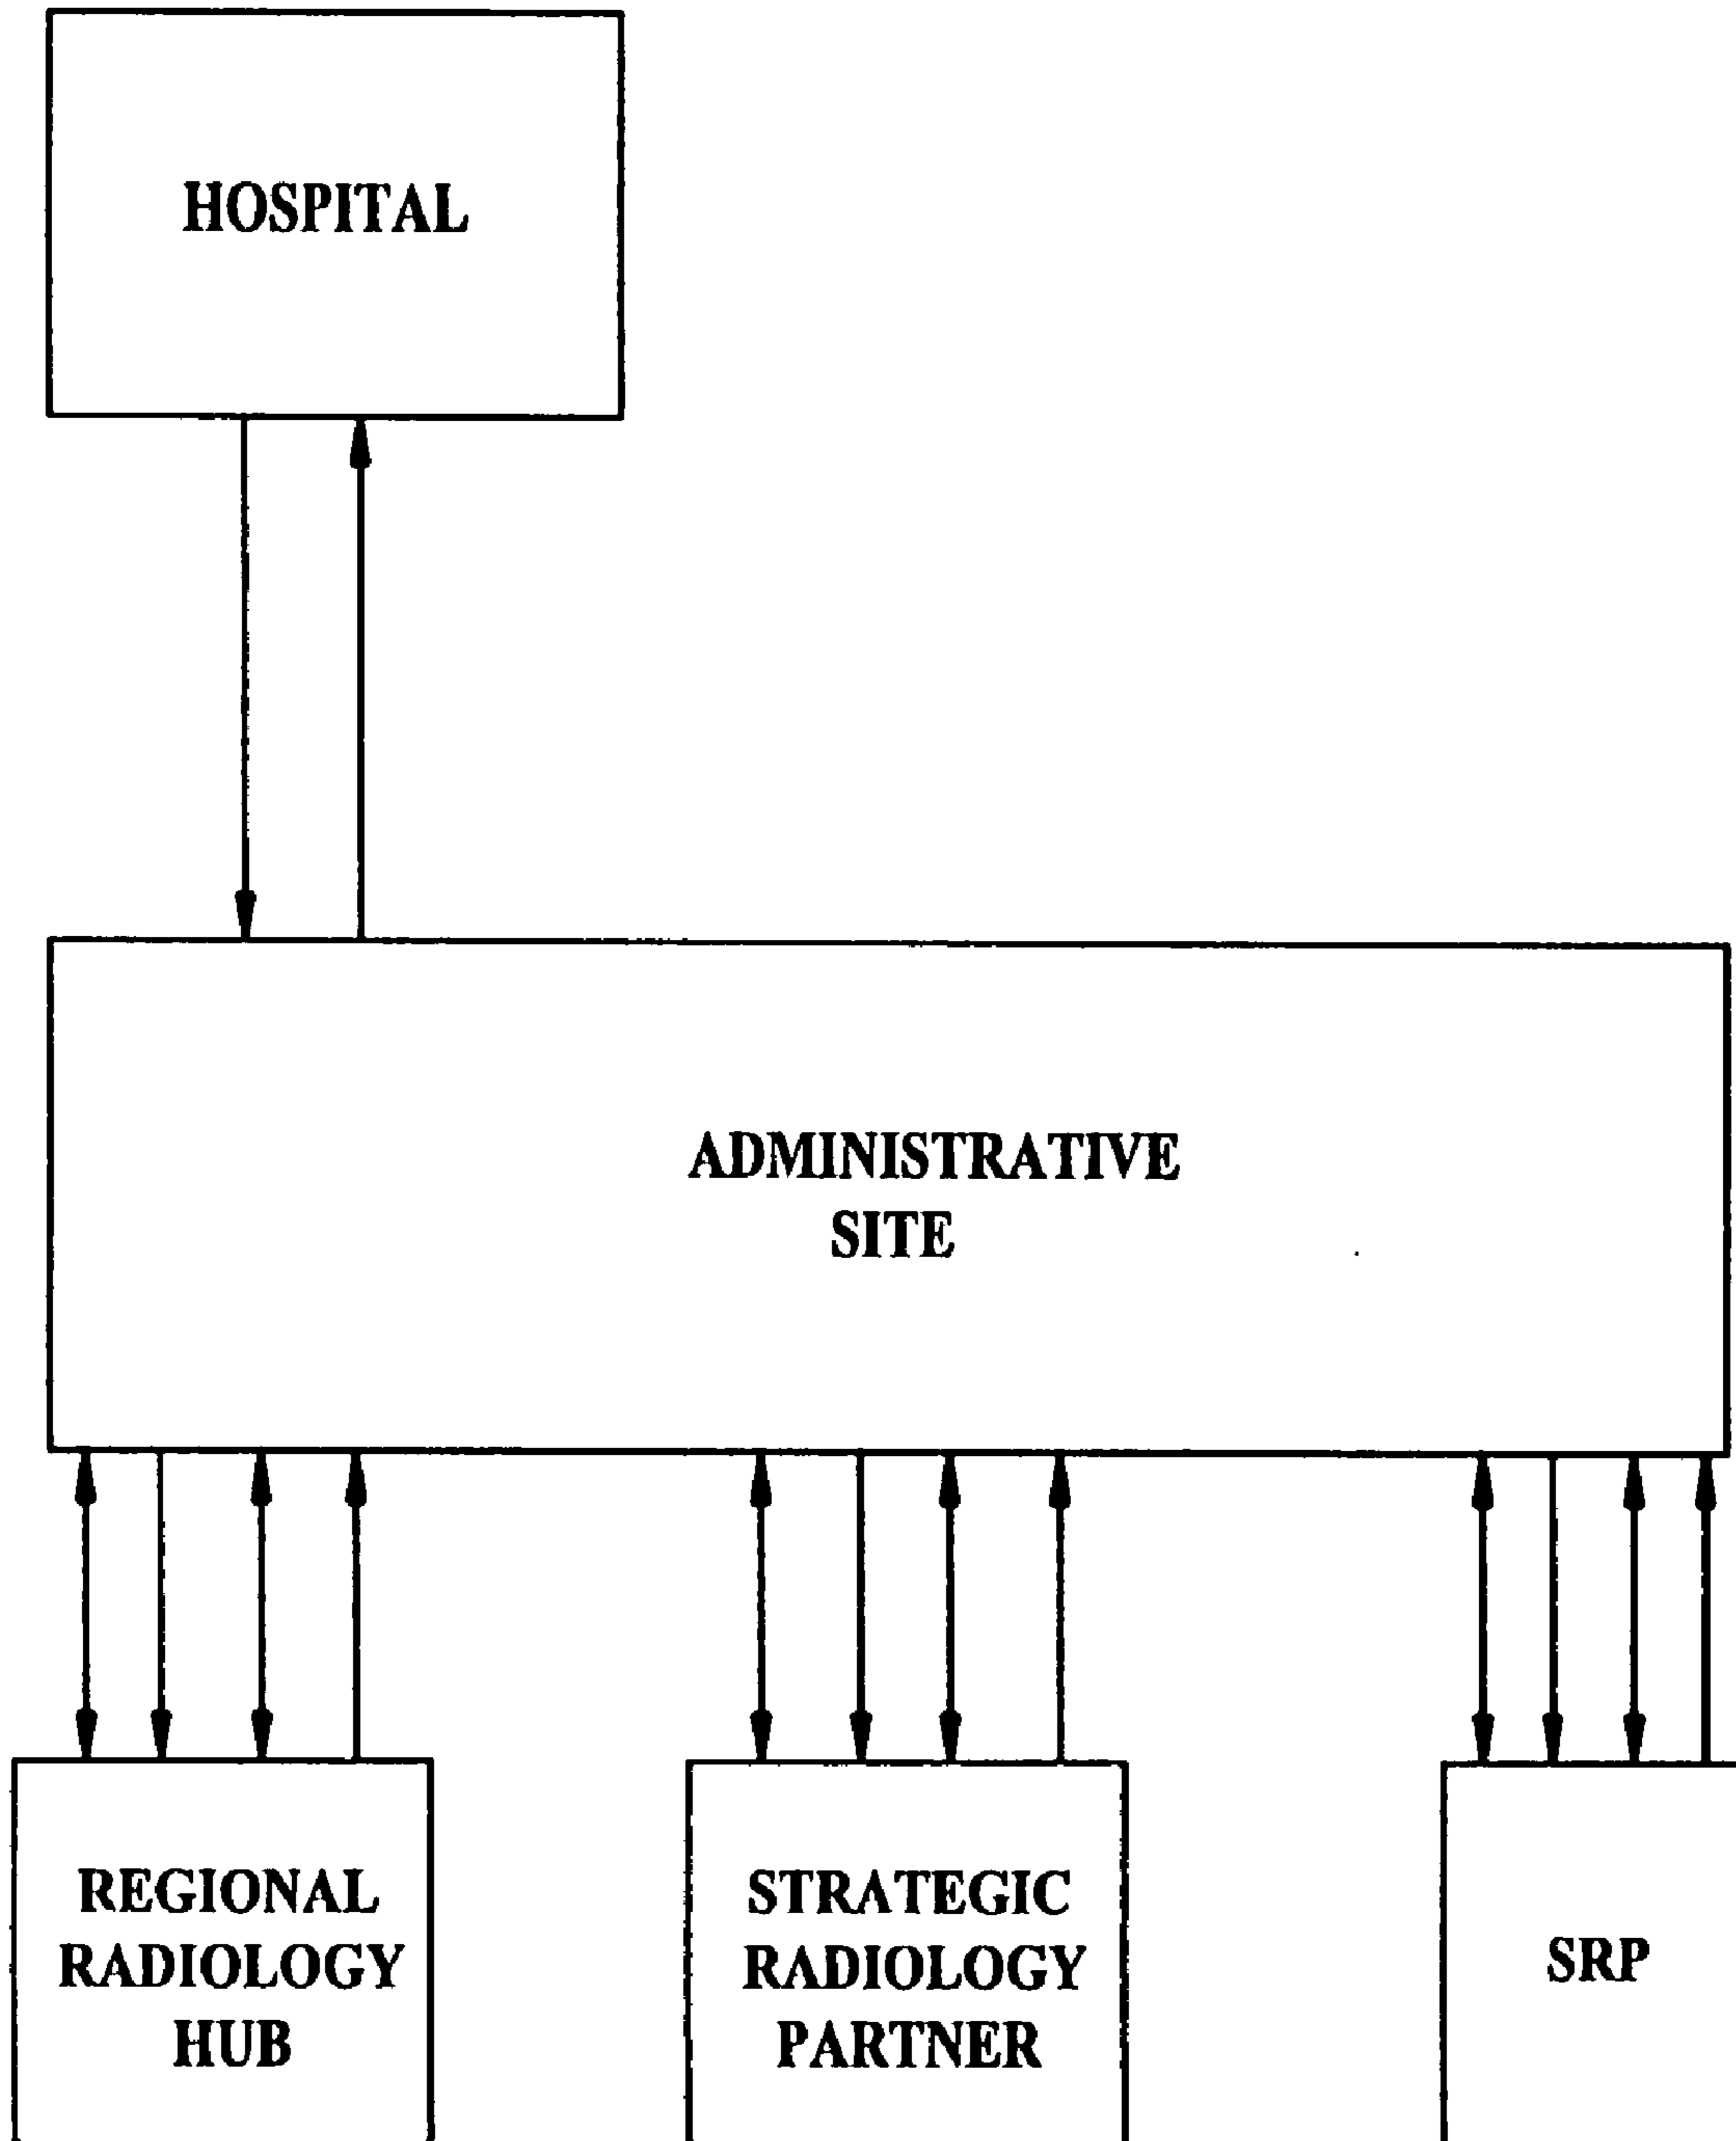 HOSPITAL
ADMINISTRATIVE
SITE
REGIONAL
RADIOLOGY
HUB
STRATEGIC
RADIOLOGY
PARTNER
SRP